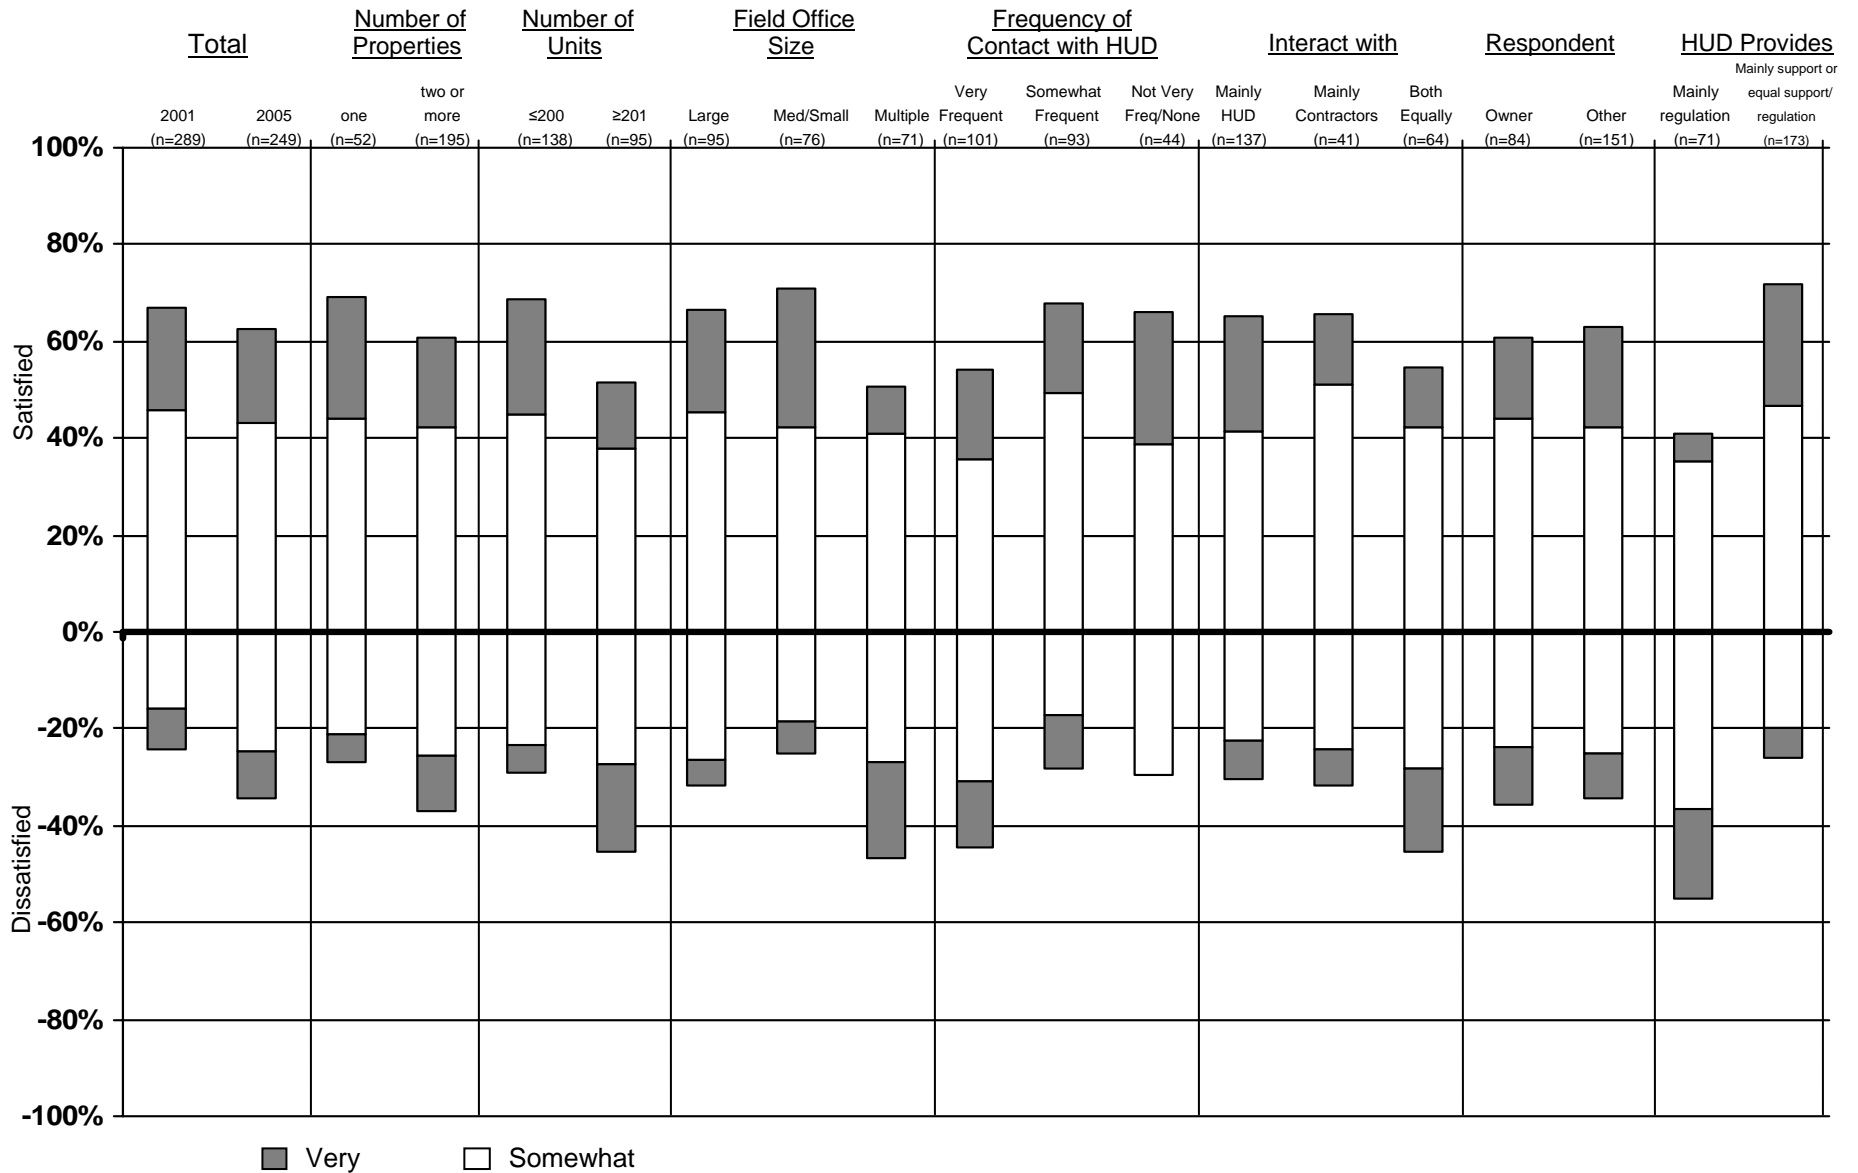 Total
Number of
Properties
Number of
Units
Field Office
Size
Frequency of
Contact with HUD
Interact with
Respondent
HUD Provides
2001
(n=289)
2005
(n=249)
one
(n=52)
two or
more
(n=195)
≤200
(n=138)
≥201
(n=95)
Large
(n=95)
Med/Small
(n=76)
Multiple
(n=71)
Very
Frequent
(n=101)
Somewhat
Frequent
(n=93)
Not Very
Freq/None
(n=44)
Mainly
HUD
(n=137)
Mainly
Contractors
(n=41)
Both
Equally
(n=64)
Owner
(n=84)
Other
(n=151)
Mainly
regulation
(n=71)
Mainly support or
equal support/
regulation
(n=173)
100%
80%
60%
40%
20%
0%
-20%
-40%
-60%
-80%
-100%
Satisfied
Dissatisfied
Very
Somewhat